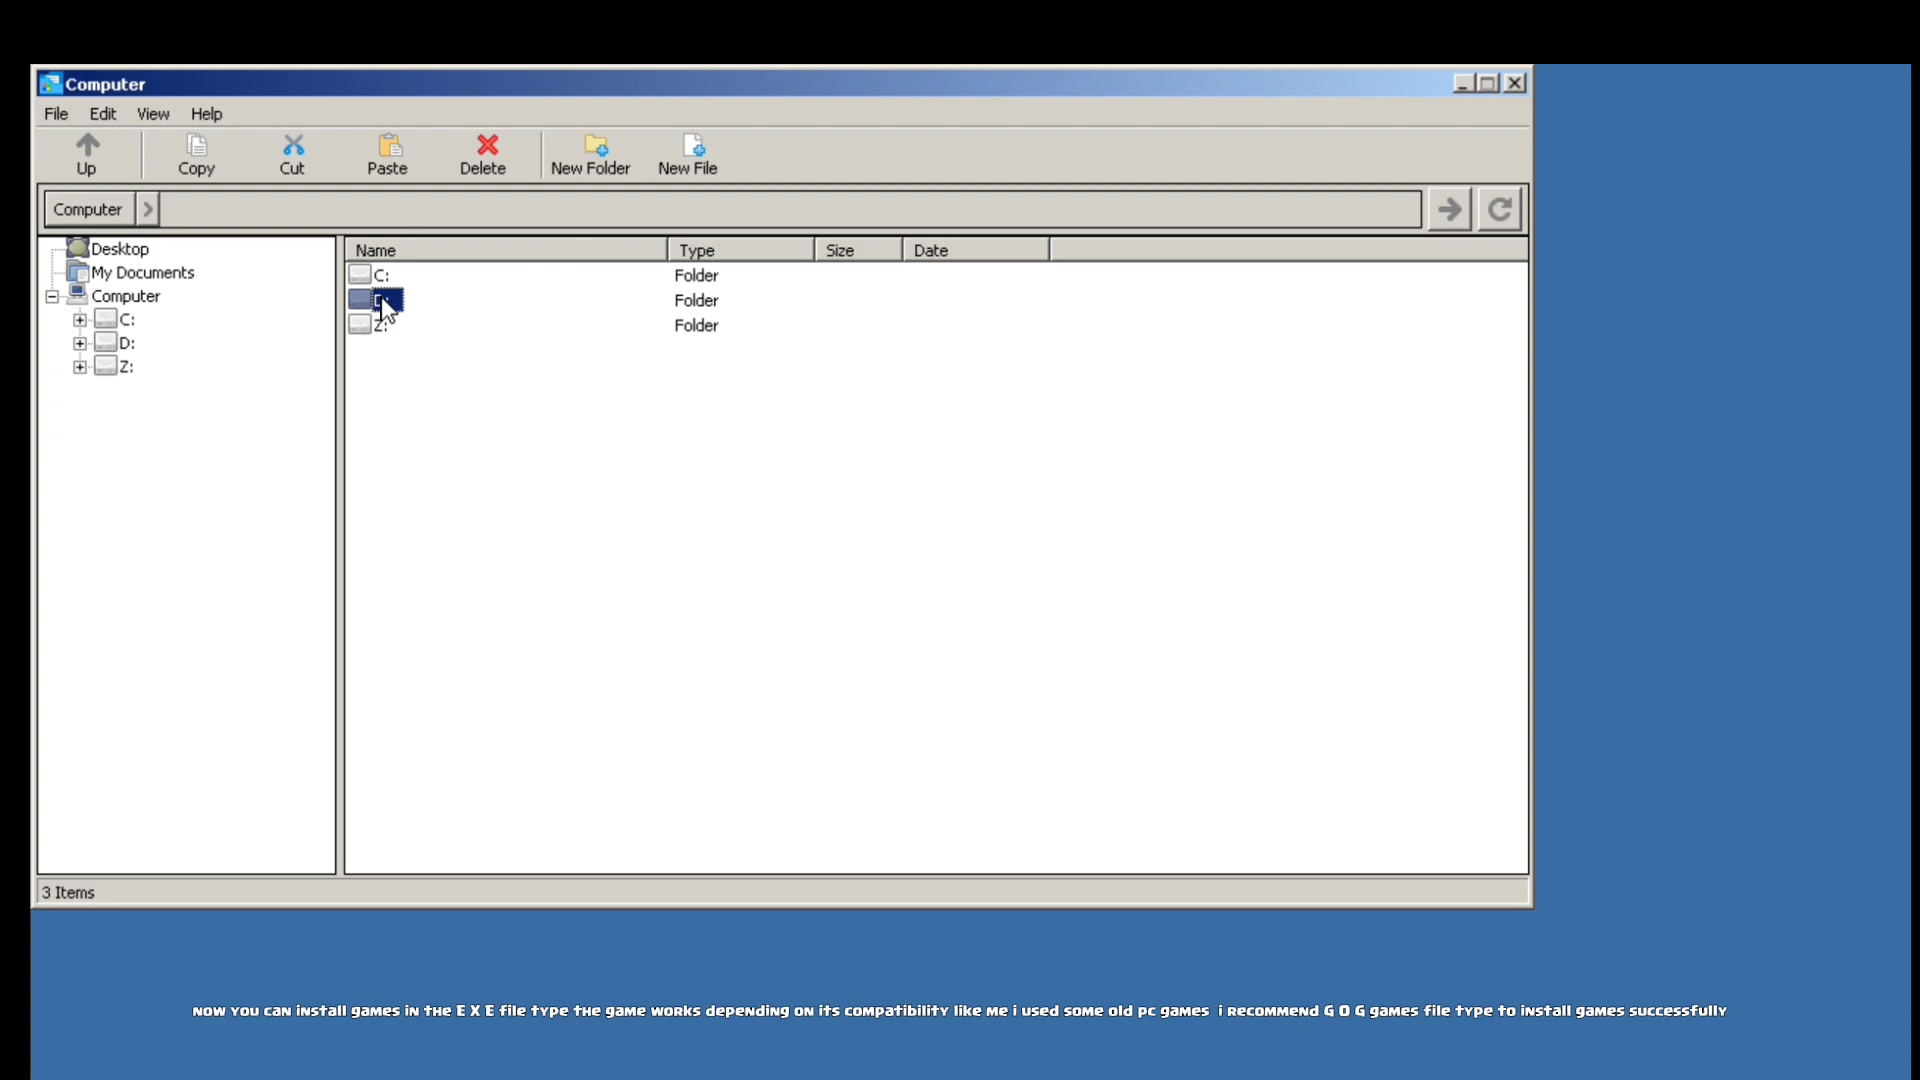 Computer
File Edit View Help
Up Copy Cut Paste Delete New Folder New File
Computer
Desktop
My Documents
Computer
C:
D:
Z:
Name Type Size Date
C: Folder
Folder
Z: Folder
3 Items
now you can install games in the E X E file type the game works depending on its compatibility like me i used some old pc games i recommend G O G games file type to install games successfully